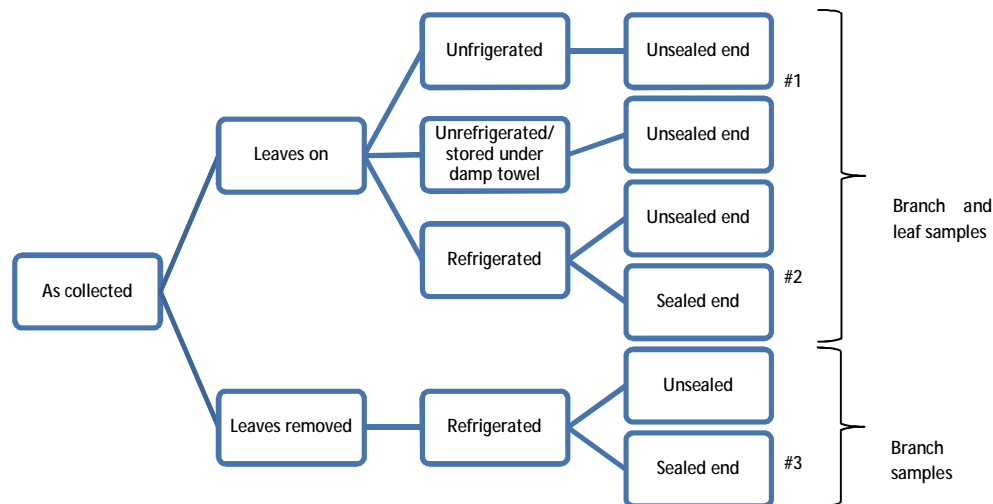 Unfrigerated
Unsealed end
#1
Leaves on
Unrefrigerated/
stored under
damp towel
Unsealed end
Branch and
leaf samples
Refrigerated
Unsealed end
As collected
Sealed end
#2
Leaves removed
Refrigerated
Unsealed
Sealed end
#3
Branch
samples